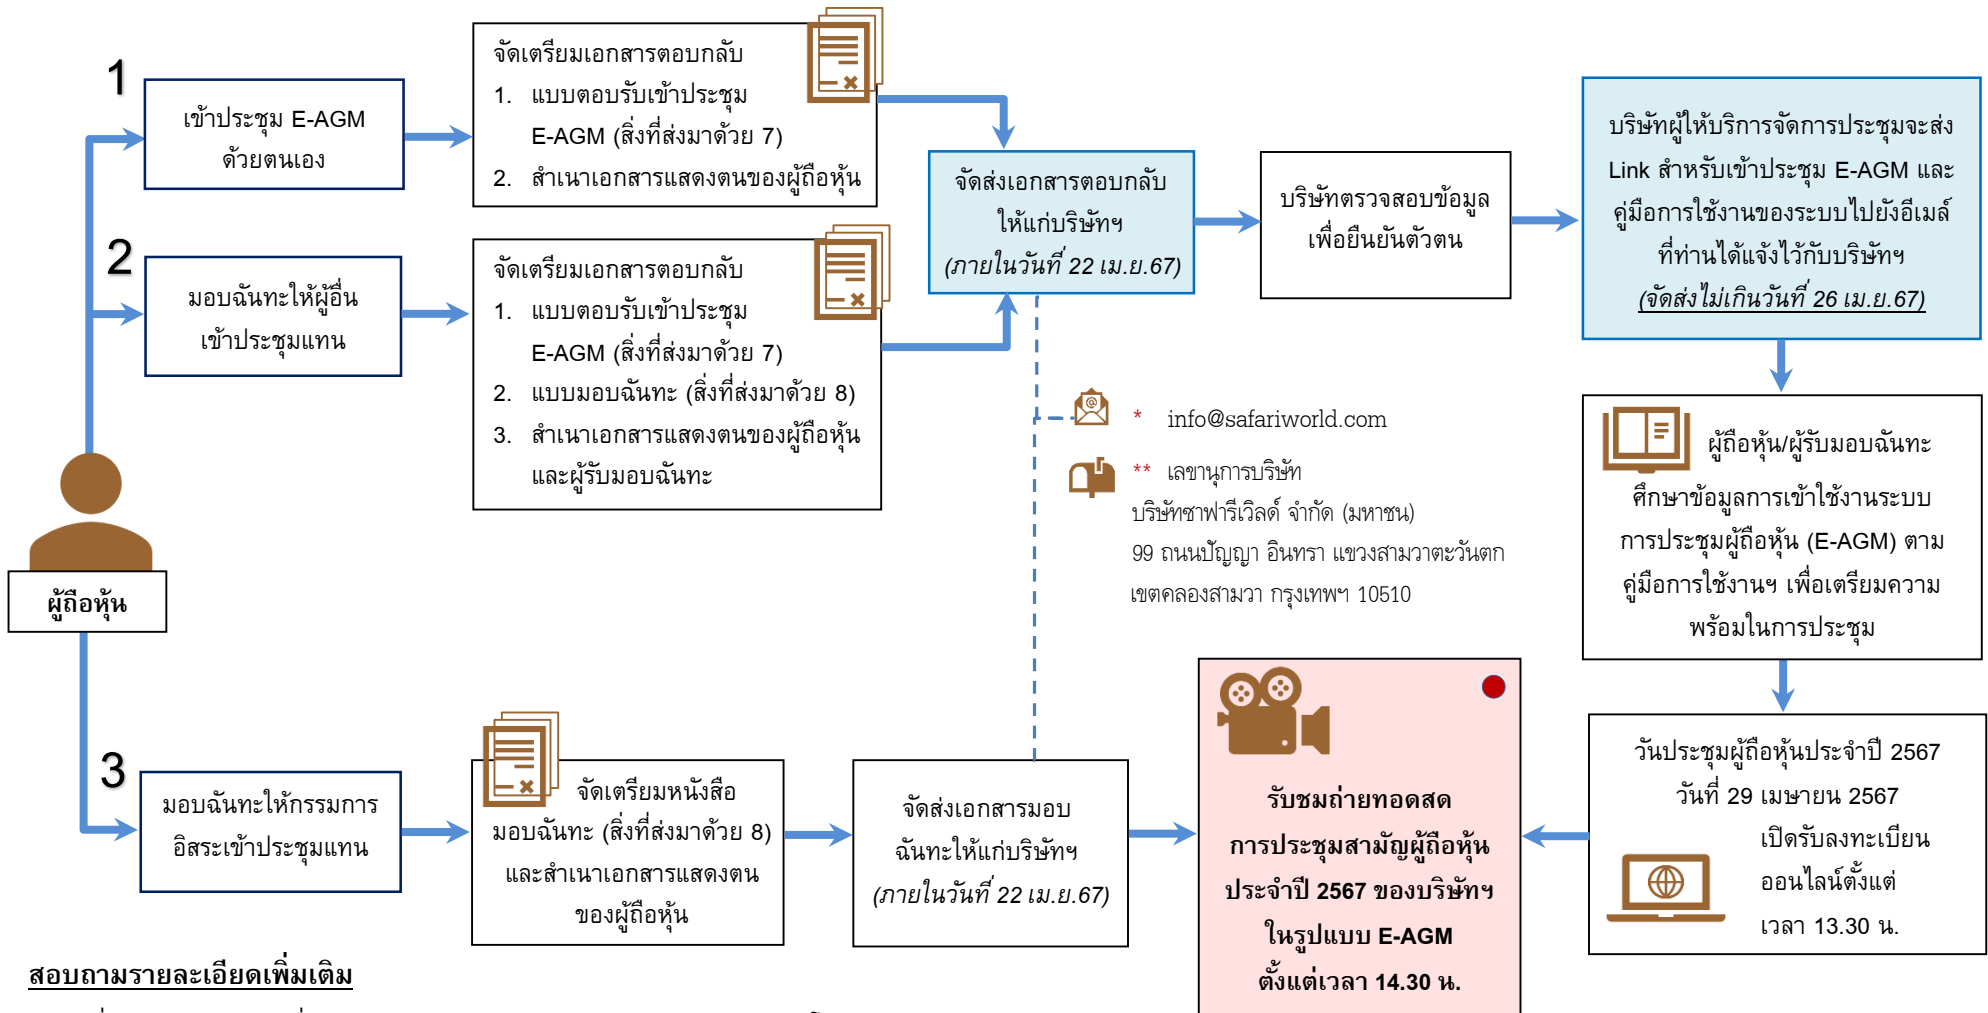 1
เข้าประชุม E-AGM
ด้วยตนเอง
จัดเตรียมเอกสารตอบกลับ
1. แบบตอบรับเข้าประชุม
E-AGM (สิ่งที่ส่งมาด้วย 7)
2. สำเนาเอกสารแสดงตนของผู้ถือหุ้น
2
มอบฉันทะให้ผู้อื่น
เข้าประชุมแทน
จัดเตรียมเอกสารตอบกลับ
1. แบบตอบรับเข้าประชุม
E-AGM (สิ่งที่ส่งมาด้วย 7)
2. แบบมอบฉันทะ (สิ่งที่ส่งมาด้วย 8)
3. สำเนาเอกสารแสดงตนของผู้ถือหุ้น
และผู้รับมอบฉันทะ
จัดส่งเอกสารตอบกลับ
ให้แก่บริษัทฯ
(ภายในวันที่ 22 เม.ย.67)
บริษัทตรวจสอบข้อมูล
เพื่อยืนยันตัวตน
บริษัทผู้ให้บริการจัดการประชุมจะส่ง
Link สำหรับเข้าประชุม E-AGM และ
คู่มือการใช้งานของระบบไปยังอีเมล์
ที่ท่านได้แจ้งไว้กับบริษัทฯ
(จัดส่งไม่เกินวันที่ 26 เม.ย.67)
* info@safariworld.com
** เลขานุการบริษัท
บริษัทซาฟารีเวิลด์ จำกัด (มหาชน)
99 ถนนปัญญา อินทรา แขวงสามวาตะวันตก
เขตคลองสามวา กรุงเทพฯ 10510
ผู้ถือหุ้น/ผู้รับมอบฉันทะ
ศึกษาข้อมูลการเข้าใช้งานระบบ
การประชุมผู้ถือหุ้น (E-AGM) ตาม
คู่มือการใช้งานฯ เพื่อเตรียมความ
พร้อมในการประชุม
ผู้ถือหุ้น
3
มอบฉันทะให้กรรมการ
อิสระเข้าประชุมแทน
จัดเตรียมหนังสือ
มอบฉันทะ (สิ่งที่ส่งมาด้วย 8)
และสำเนาเอกสารแสดงตน
ของผู้ถือหุ้น
จัดส่งเอกสารมอบ
ฉันทะให้แก่บริษัทฯ
(ภายในวันที่ 22 เม.ย.67)
รับชมถ่ายทอดสด
การประชุมสามัญผู้ถือหุ้น
ประจำปี 2567 ของบริษัทฯ
ในรูปแบบ E-AGM
ตั้งแต่เวลา 14.30 น.
วันประชุมผู้ถือหุ้นประจำปี 2567
วันที่ 29 เมษายน 2567
เปิดรับลงทะเบียน
ออนไลน์ตั้งแต่
เวลา 13.30 น.
สอบถามรายละเอียดเพิ่มเติม